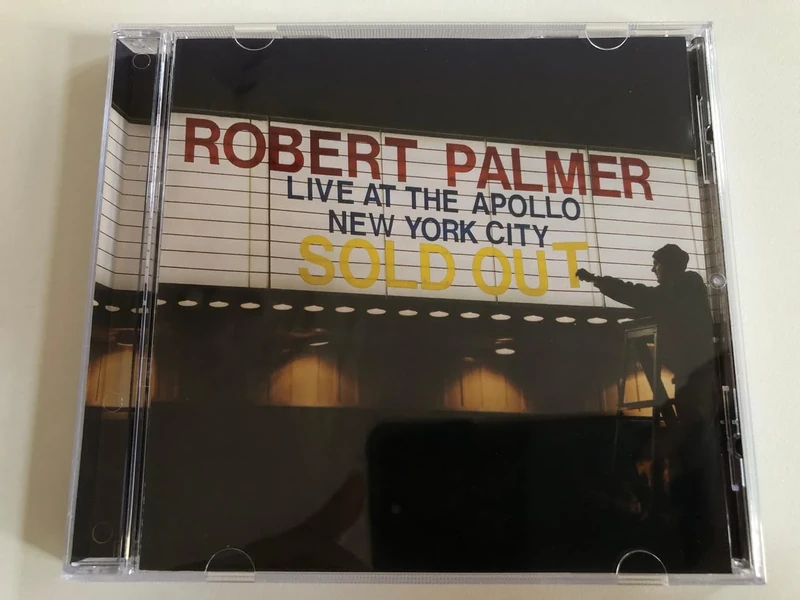 ROBERT PALMER
LIVE AT THE APOLLO
NEW YORK CITY
SOLD OUT